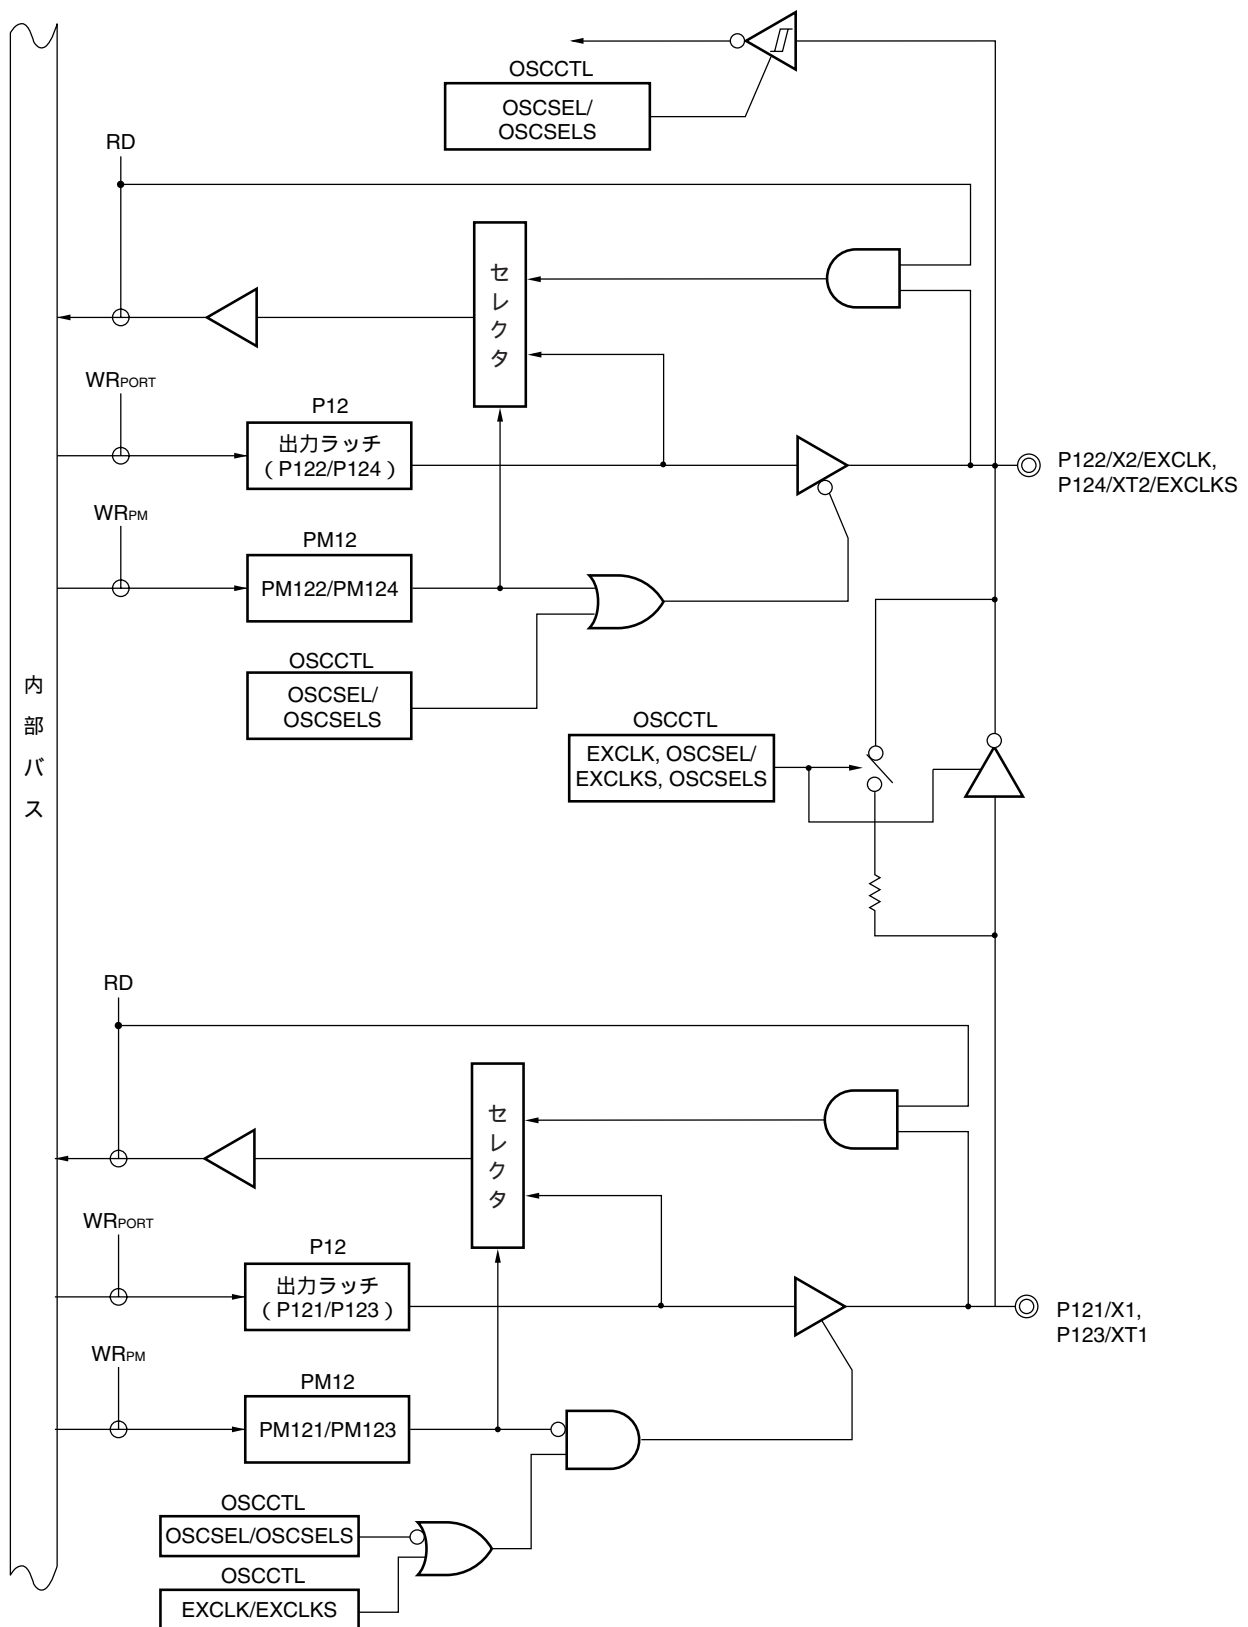 OSCCTL
OSCSEL/
OSCSELS
RD
セレクタ
WRPORT
P12
出力ラッチ
( P122/P124 )
P122/X2/EXCLK,
P124/XT2/EXCLKS
WRPM
PM12
PM122/PM124
OSCCTL
OSCSEL/
OSCSELS
内部バス
OSCCTL
EXCLK, OSCSEL/
EXCLKS, OSCSELS
RD
セレクタ
WRPORT
P12
出力ラッチ
( P121/P123 )
P121/X1,
P123/XT1
WRPM
PM12
PM121/PM123
OSCCTL
OSCSEL/OSCSELS
OSCCTL
EXCLK/EXCLKS